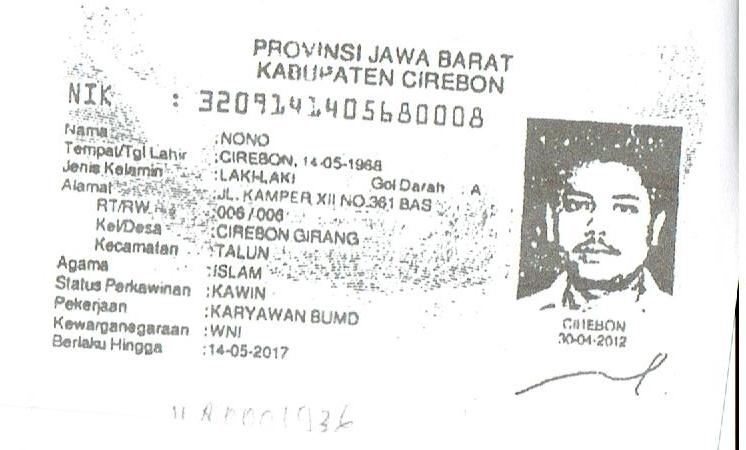 PROVINSI JAWA BARAT
KABUPATEN CIREBON
NIK : 3209141405680008
Nama :NONO
Tempat/Tgl Lahir :CIREBON, 14-05-1968
Jenis Kelamin :LAKI-LAKI Gol Darah : A
Alamat :JL. KAMPER XII NO.361 BAS
RT/RW :006/006
Kel/Desa :CIREBON GIRANG
Kecamatan :TALUN
Agama :ISLAM
Status Perkawinan :KAWIN
Pekerjaan :KARYAWAN BUMD
Kewarganegaraan :WNI
Berlaku Hingga :14-05-2017
CIREBON
30-04-2012